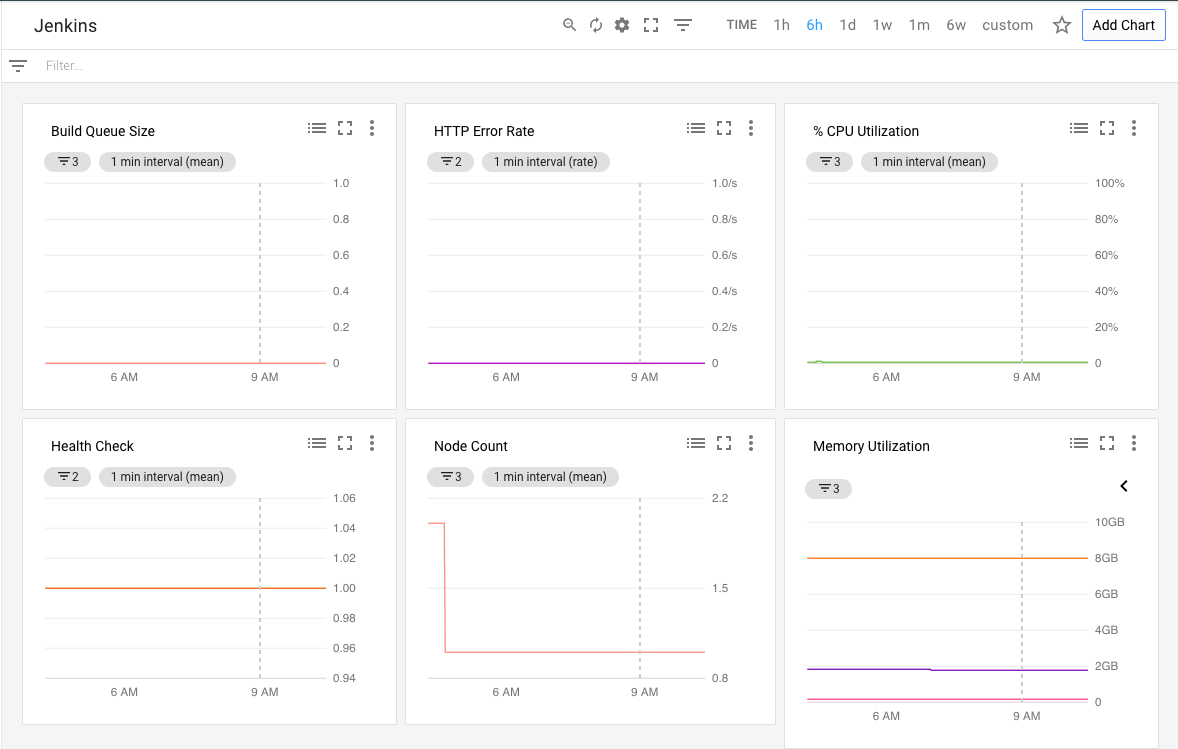 Jenkins
TIME 1h 6h 1d 1w 1m 6w custom Add Chart
Filter...
Build Queue Size
3 1 min interval (mean)
1.0
0.8
0.6
0.4
0.2
0
6 AM 9 AM
HTTP Error Rate
2 1 min interval (rate)
1.0/s
0.8/s
0.6/s
0.4/s
0.2/s
0
6 AM 9 AM
% CPU Utilization
3 1 min interval (mean)
100%
80%
60%
40%
20%
0
6 AM 9 AM
Health Check
2 1 min interval (mean)
1.06
1.04
1.02
1.00
0.98
0.96
0.94
6 AM 9 AM
Node Count
3 1 min interval (mean)
2.2
1.5
0.8
6 AM 9 AM
Memory Utilization
3
10GB
8GB
6GB
4GB
2GB
0
6 AM 9 AM